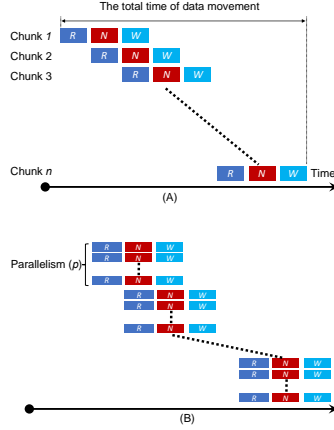 The total time of data movement
Chunk 1 R N W
Chunk 2 R N W
Chunk 3 R N W
Chunk n R N W Time
(A)
R N W
R N W
Parallelism (p)
R N W
R N W
R N W
R N W
R N W
R N W
R N W
(B)